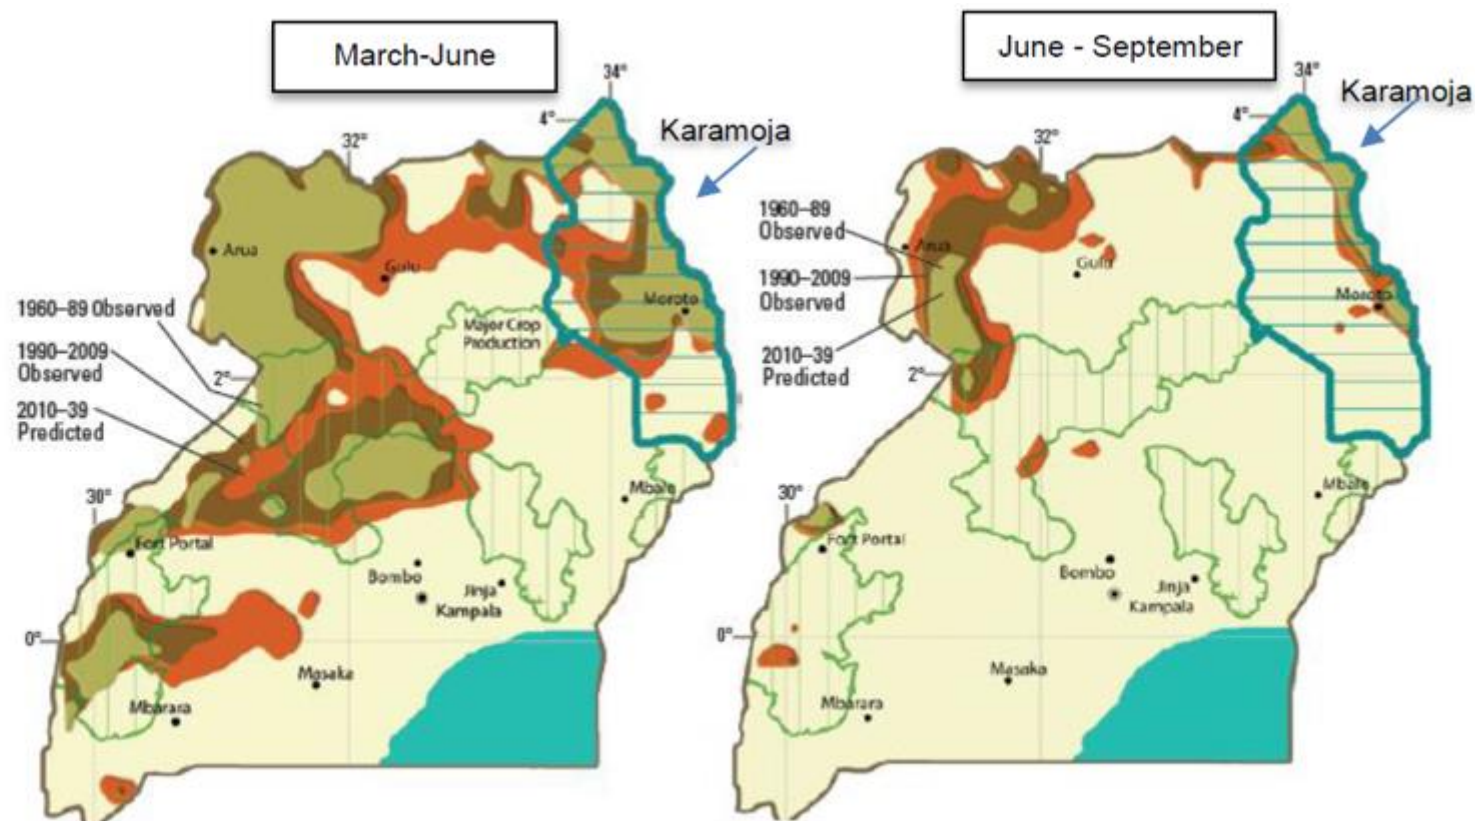 March-June
34°
4°
Karamoja
32°
Arua
Gulu
1960–89 Observed
1990–2009
Observed
2010–39
Predicted
2°
Major Crop
Production
Moroto
30°
Mbale
Fort Portal
Bombo
Jinja
Kampala
0°
Masaka
Mbarara
June - September
34°
4°
Karamoja
32°
1960–89
Observed
Arua
1990–2009
Observed
Gulu
2010–39
Predicted
Moroto
2°
30°
Mbale
Fort Portal
Bombo
Jinja
Kampala
0°
Masaka
Mbarara